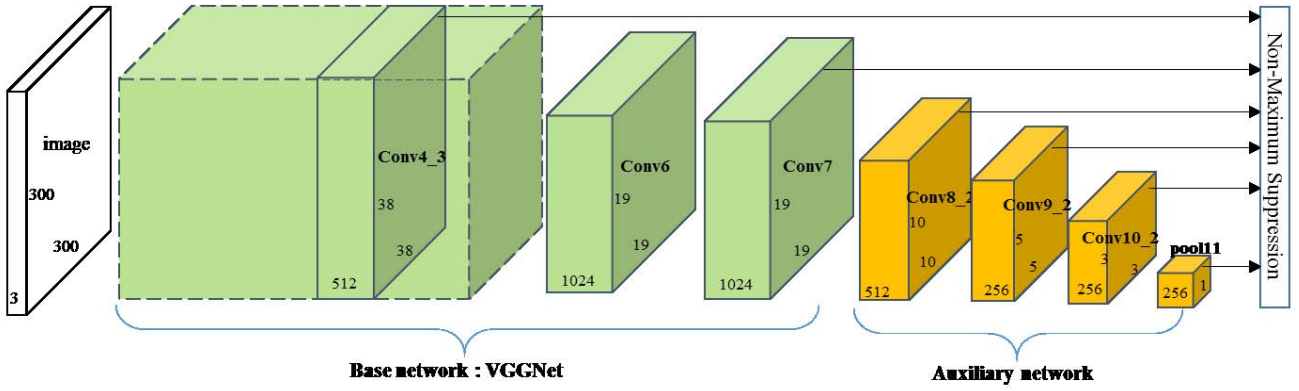 image
300
300
3
Conv4_3
38
38
512
Conv6
19
19
1024
Conv7
19
19
1024
Conv8_2
10
10
512
Conv9_2
5
5
256
Conv10_2
3
3
256
pool11
1
256
Non-Maximum Suppression
Base network : VGGNet
Auxiliary network